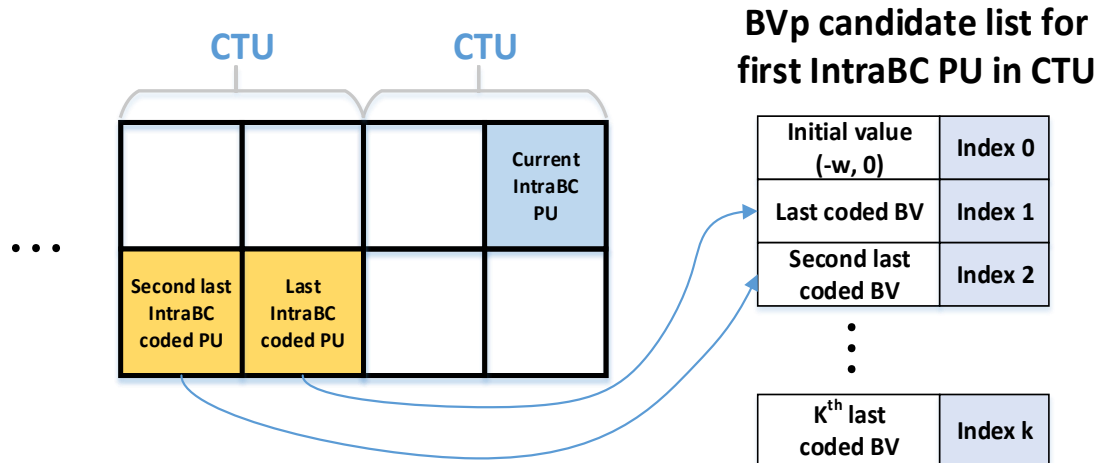 CTU
CTU
BVp candidate list for
first IntraBC PU in CTU
Current
IntraBC
PU
Second last
IntraBC
coded PU
Last
IntraBC
coded PU
Initial value
(-w, 0)
Index 0
Last coded BV
Index 1
Second last
coded BV
Index 2
Kth last
coded BV
Index k